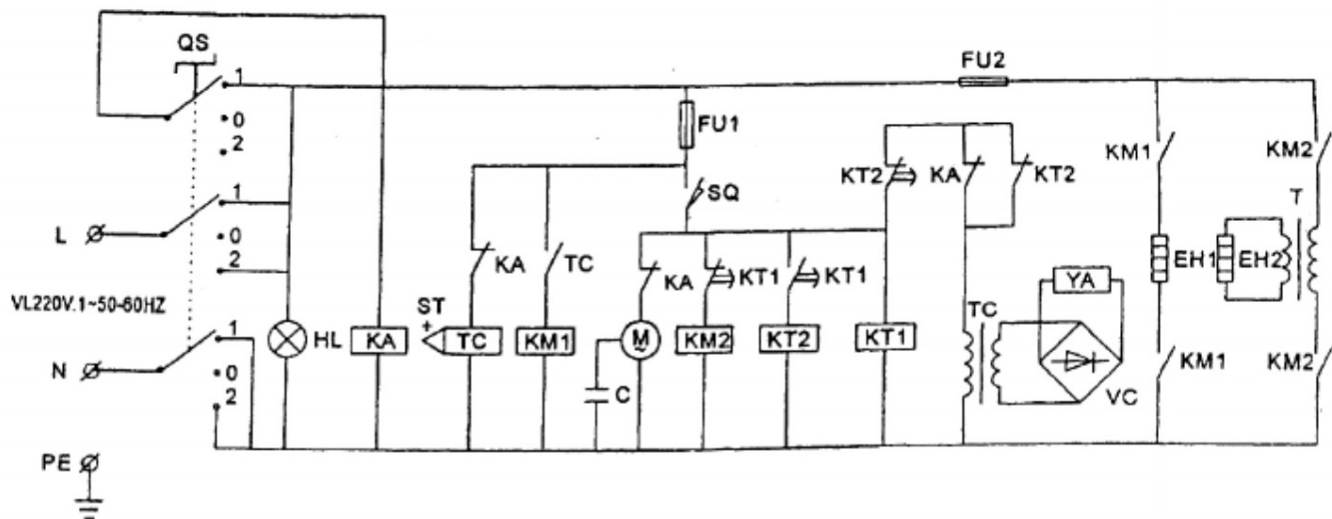 QS
1
0
2
FU2
FU1
KM1
KM2
KT2
KA
KT2
SQ
T
L
1
0
2
KA
TC
KA
KT1
KT1
EH1
EH2
VL220V.1~50-60HZ
ST
+
TC
YA
1
HL
KA
TC
KM1
M
~
KM2
KT2
KT1
KM1
KM2
N
0
2
C
VC
PE